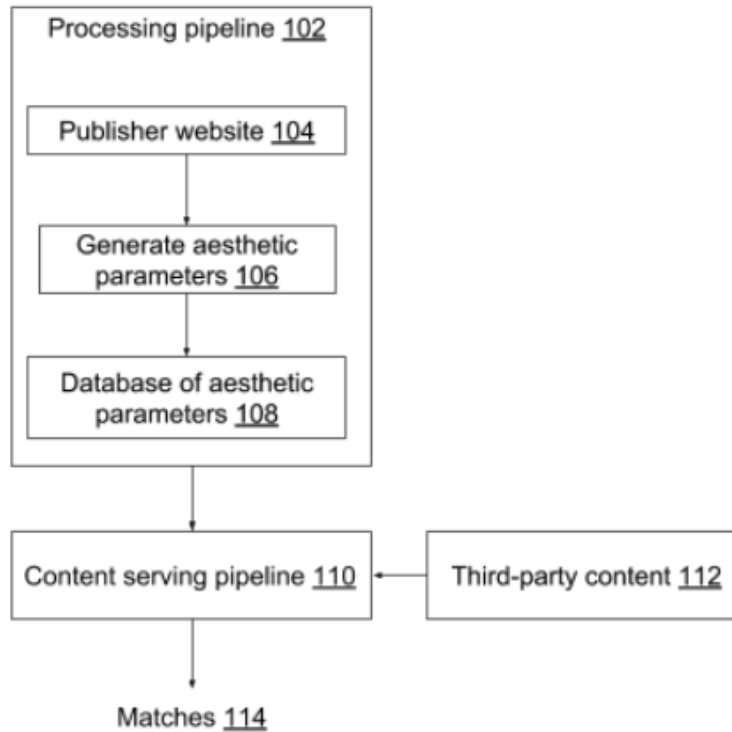 Processing pipeline 102
Publisher website 104
Generate aesthetic
parameters 106
Database of aesthetic
parameters 108
Content serving pipeline 110
Third-party content 112
Matches 114